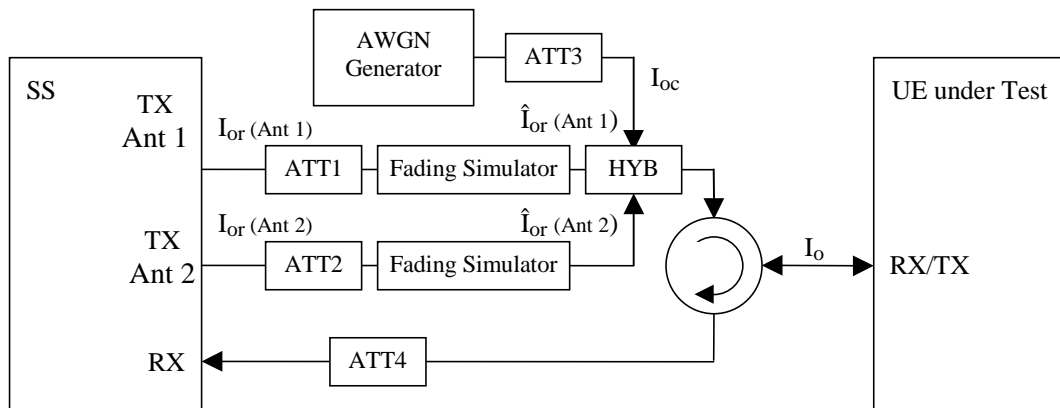 SS
TX
Ant 1
TX
Ant 2
RX
AWGN
Generator
ATT3
I_oc
I_or (Ant 1)
Î_or (Ant 1)
ATT1
Fading Simulator
HYB
I_or (Ant 2)
Î_or (Ant 2)
ATT2
Fading Simulator
I_o
ATT4
UE under Test
RX/TX